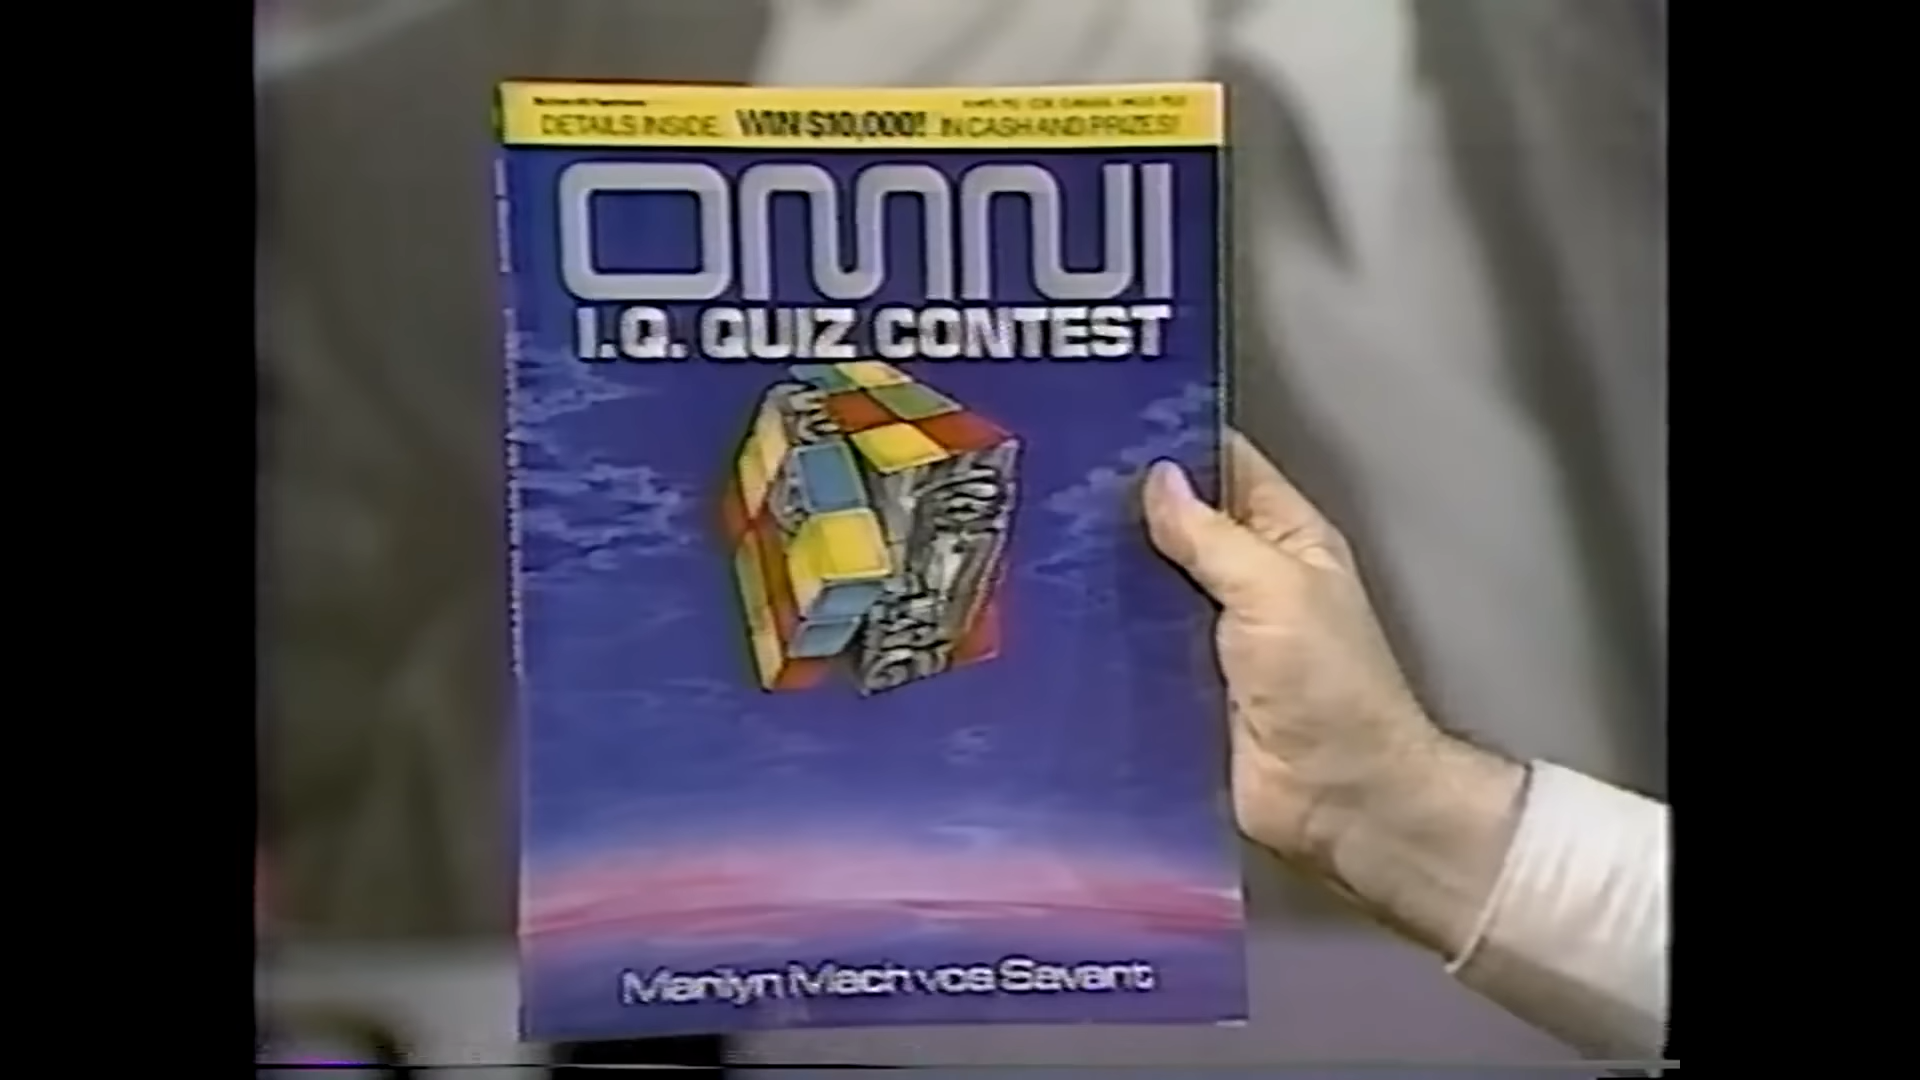 DETAILS INSIDE. WIN $10,000! IN CASH AND PRIZES!
OMNI
I.Q. QUIZ CONTEST
Marilyn Mach vos Savant